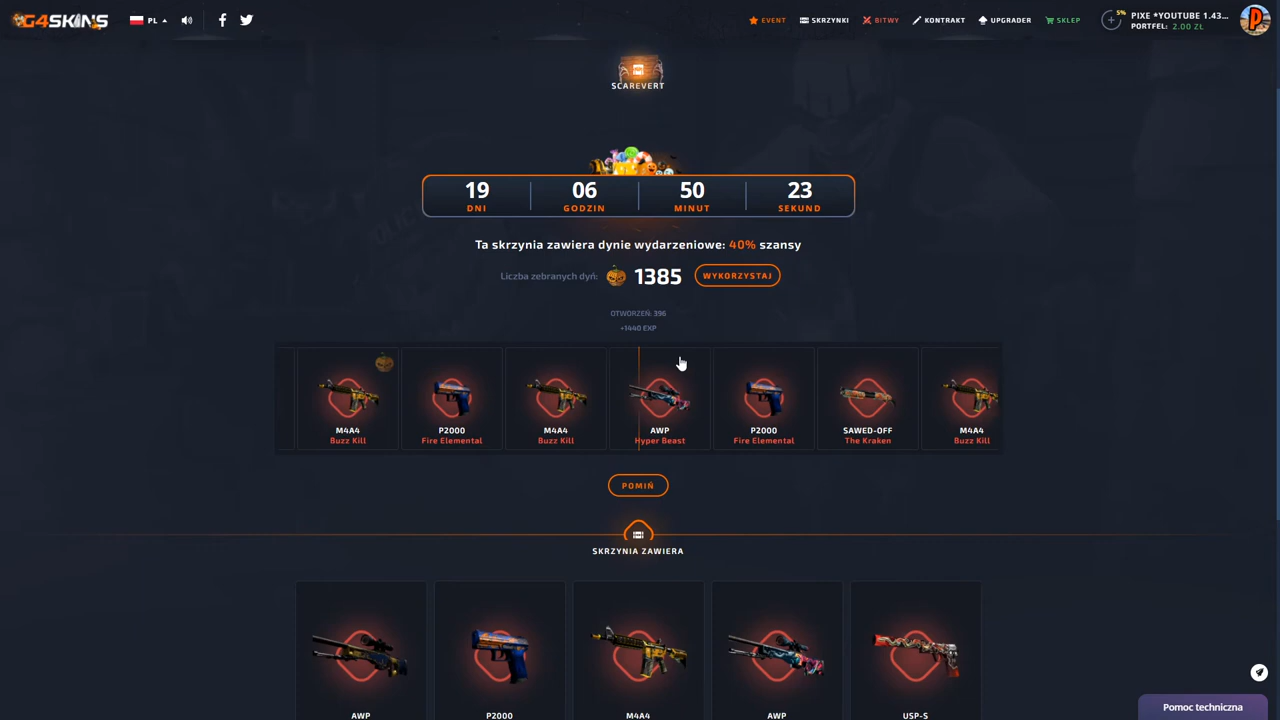 G4SKINS
PL
EVENT
SKRZYNKI
BITWY
KONTRAKT
UPGRADER
SKLEP
5%
PIXE *YOUTUBE 1.43...
PORTFEL: 2.00 ZŁ
SCAREVERT
19 06 50 23
DNI GODZIN MINUT SEKUND
Ta skrzynia zawiera dynie wydarzeniowe: 40% szansy
Liczba zebranych dyń: 1385 WYKORZYSTAJ
OTWORZEŃ: 396
+1440 EXP
M4A4
Buzz Kill
P2000
Fire Elemental
M4A4
Buzz Kill
AWP
Hyper Beast
P2000
Fire Elemental
SAWED-OFF
The Kraken
M4A4
Buzz Kill
POMIŃ
SKRZYNIA ZAWIERA
AWP
P2000
M4A4
AWP
USP-S
Pomoc techniczna